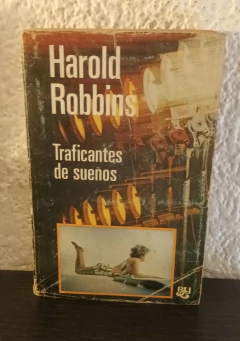 Harold
Robbins
Traficantes
de sueños